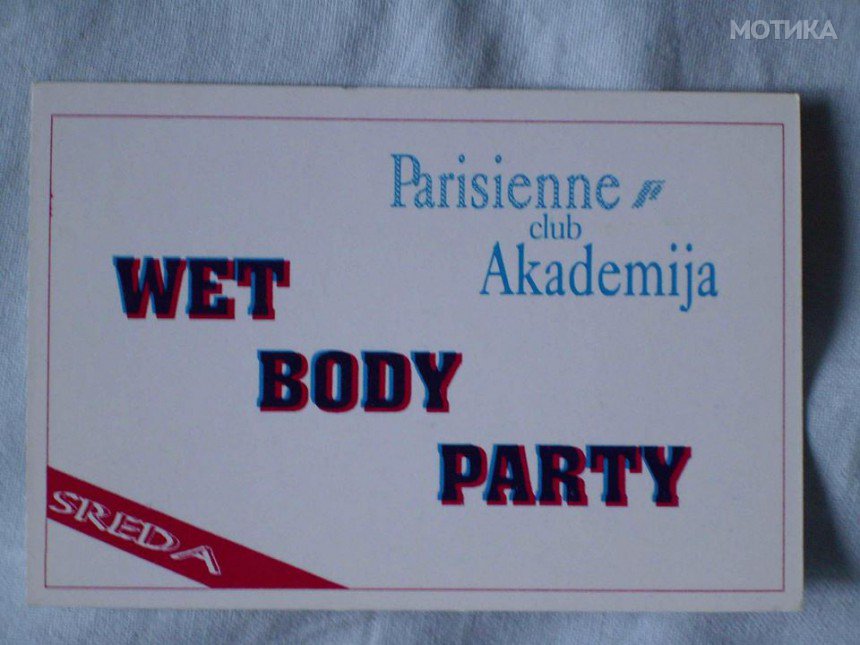 МОТИКА
Parisienne
club
Akademija
WET
BODY
PARTY
SREDA